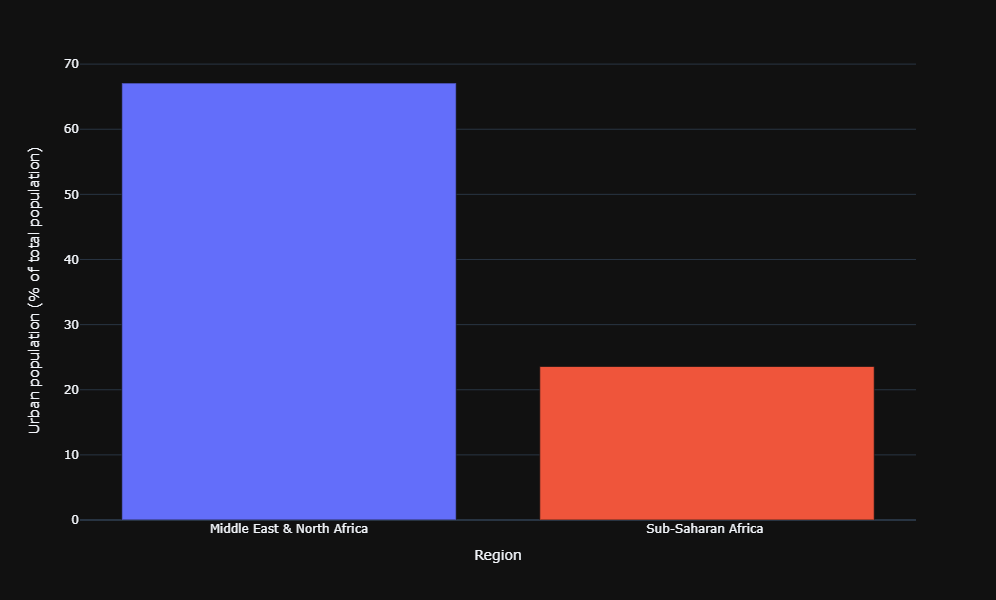 70
60
50
40
30
20
10
0
Urban population (% of total population)
Middle East & North Africa
Sub-Saharan Africa
Region